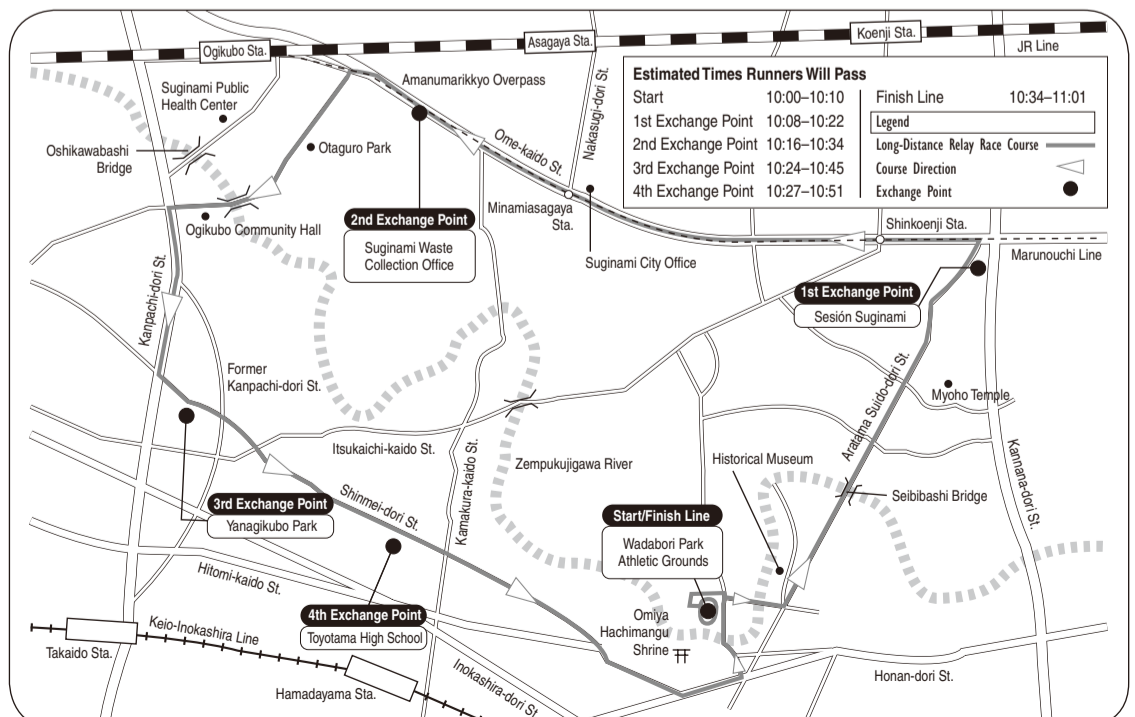 Ogikubo Sta.
Asagaya Sta.
Koenji Sta.
JR Line
Suginami Public
Health Center
Amanumarikkyo Overpass
Nakasugi-dori St.
Estimated Times Runners Will Pass
Start 10:00–10:10
1st Exchange Point 10:08–10:22
2nd Exchange Point 10:16–10:34
3rd Exchange Point 10:24–10:45
4th Exchange Point 10:27–10:51
Finish Line 10:34–11:01
Legend
Long-Distance Relay Race Course
Course Direction
Exchange Point
Oshikawabashi
Bridge
Otaguro Park
Ome-kaido St.
Ogikubo Community Hall
2nd Exchange Point
Suginami Waste
Collection Office
Minamiasagaya
Sta.
Suginami City Office
Shinkoenji Sta.
Marunouchi Line
1st Exchange Point
Sesión Suginami
Kanpachi-dori St.
Former
Kanpachi-dori St.
Myoho Temple
Aratama Suido-dori St.
Itsukaichi-kaido St.
Kamakura-kaido St.
Zempukujigawa River
Historical Museum
Seibibashi Bridge
Kannana-dori St.
3rd Exchange Point
Yanagikubo Park
Shinmei-dori St.
Start/Finish Line
Wadabori Park
Athletic Grounds
Hitomi-kaido St.
4th Exchange Point
Toyotama High School
Omiya
Hachimangu
Shrine
Keio-Inokashira Line
Takaido Sta.
Hamadayama Sta.
Inokashira-dori St.
Honan-dori St.